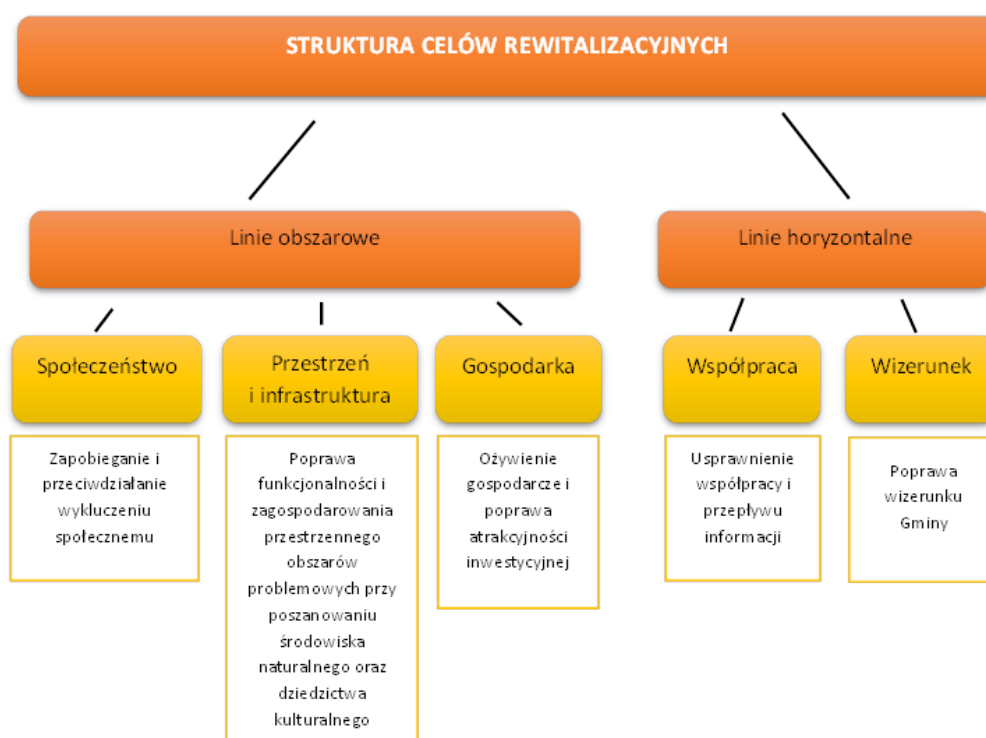 STRUKTURA CELÓW REWITALIZACYJNYCH
Linie obszarowe
Linie horyzontalne
Społeczeństwo
Przestrzeń
i infrastruktura
Gospodarka
Współpraca
Wizerunek
Zapobieganie i
przeciwdziałanie
wykluczeniu
społecznemu
Poprawa
funkcjonalności i
zagospodarowania
przestrzennego
obszarów
problemowych przy
poszanowaniu
środowiska
naturalnego oraz
dziedzictwa
kulturalnego
Ożywienie
gospodarcze i
poprawa
atrakcyjności
inwestycyjnej
Usprawnienie
współpracy i
przepływu
informacji
Poprawa
wizerunku
Gminy